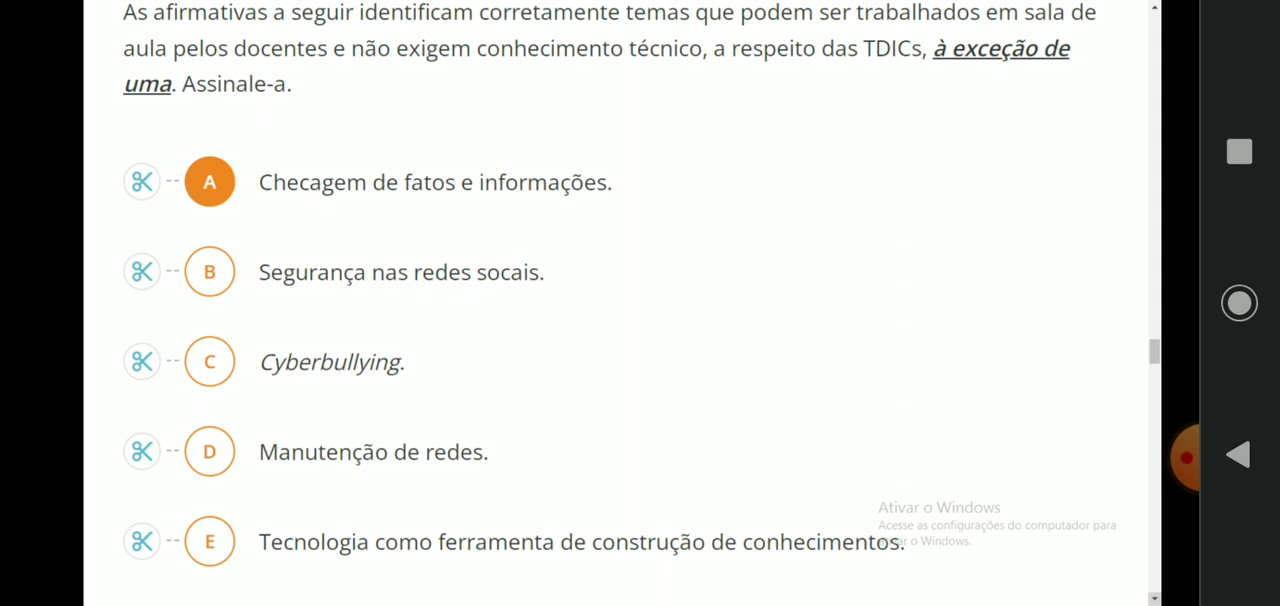 As afirmativas a seguir identificam corretamente temas que podem ser trabalhados em sala de
aula pelos docentes e não exigem conhecimento técnico, a respeito das TDICs, à exceção de
uma. Assinale-a.
A Checagem de fatos e informações.
B Segurança nas redes socais.
C Cyberbullying.
D Manutenção de redes.
E Tecnologia como ferramenta de construção de conhecimentos.
Ativar o Windows
Acesse as configurações do computador para
ativar o Windows.